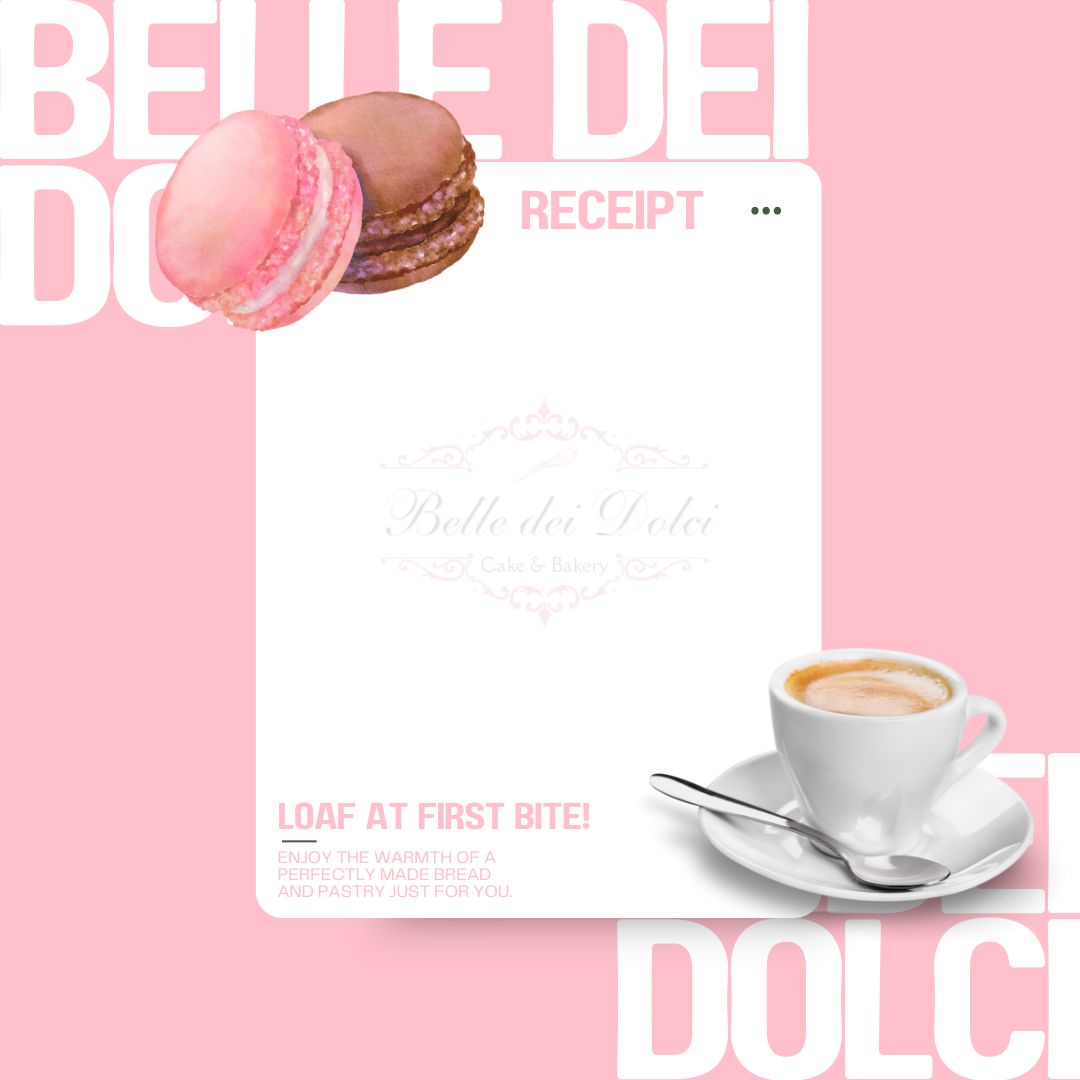 BELLE DEI
DO
RECEIPT
Belle dei Dolci
Cake & Bakery
LOAF AT FIRST BITE!
ENJOY THE WARMTH OF A
PERFECTLY MADE BREAD
AND PASTRY JUST FOR YOU.
DEI
DOLCI